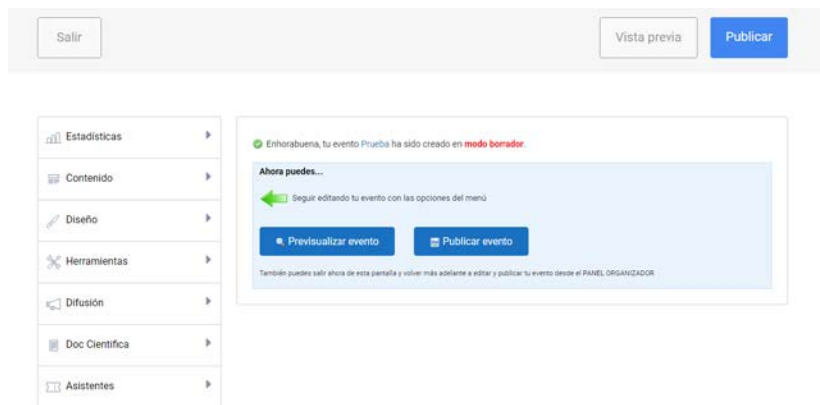 Salir
Vista previa
Publicar
Estadísticas
Contenido
Diseño
Herramientas
Difusión
Doc Cientifica
Asistentes
Enhorabuena, tu evento Prueba ha sido creado en modo borrador.
Ahora puedes...
Seguir editando tu evento con las opciones del menú
Previsualizar evento
Publicar evento
También puedes salir ahora de esta pantalla y volver más adelante a editar y publicar tu evento desde el PANEL ORGANIZADOR